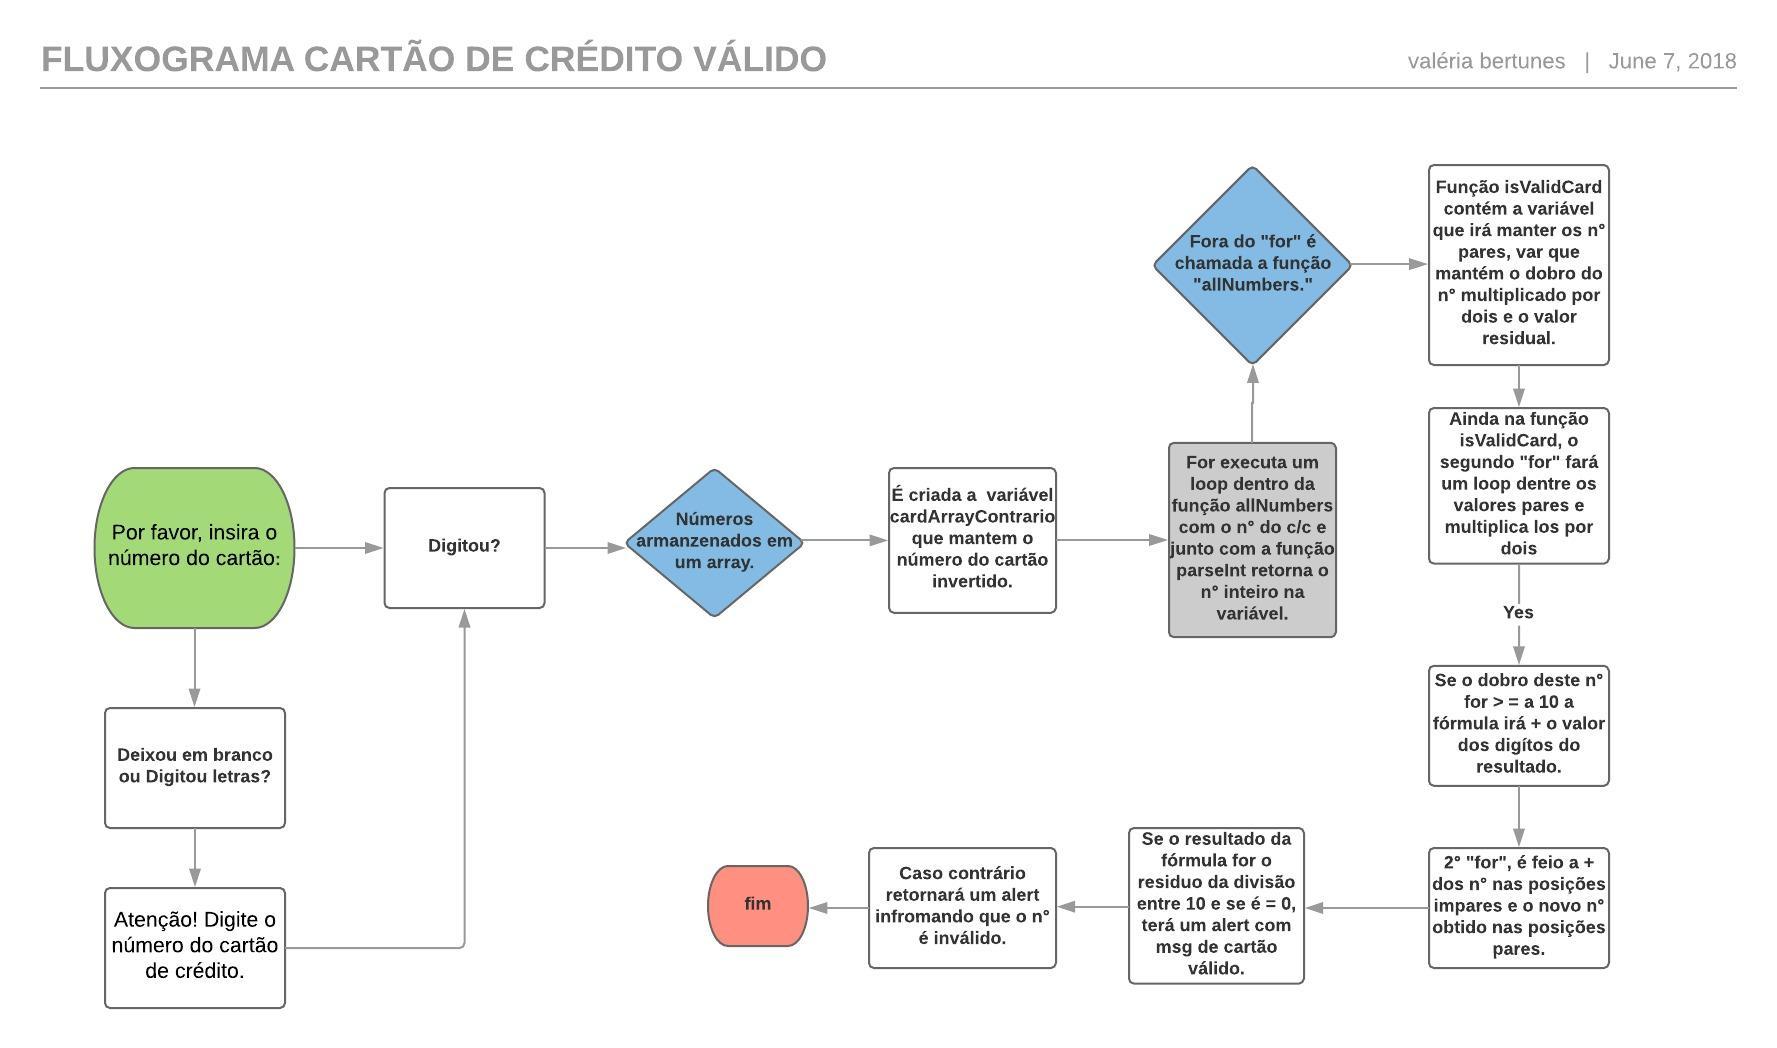 FLUXOGRAMA CARTÃO DE CRÉDITO VÁLIDO
valéria bertunes | June 7, 2018
Por favor, insira o
número do cartão:
Deixou em branco
ou Digitou letras?
Atenção! Digite o
número do cartão
de crédito.
Digitou?
Números
armanzenados em
um array.
É criada a  variável
cardArrayContrario
que mantem o
número do cartão
invertido.
For executa um
loop dentro da
função allNumbers
com o n° do c/c e
junto com a função
parseInt retorna o
n° inteiro na
variável.
Fora do "for" é
chamada a função
"allNumbers."
Função isValidCard
contém a variável
que irá manter os n°
pares, var que
mantém o dobro do
n° multiplicado por
dois e o valor
residual.
Ainda na função
isValidCard, o
segundo "for" fará
um loop dentre os
valores pares e
multiplica los por
dois
Yes
Se o dobro deste n°
for > = a 10 a
fórmula irá + o valor
dos digítos do
resultado.
2° "for", é feio a +
dos n° nas posições
impares e o novo n°
obtido nas posições
pares.
Se o resultado da
fórmula for o
residuo da divisão
entre 10 e se é = 0,
terá um alert com
msg de cartão
válido.
Caso contrário
retornará um alert
infromando que o n°
é inválido.
fim